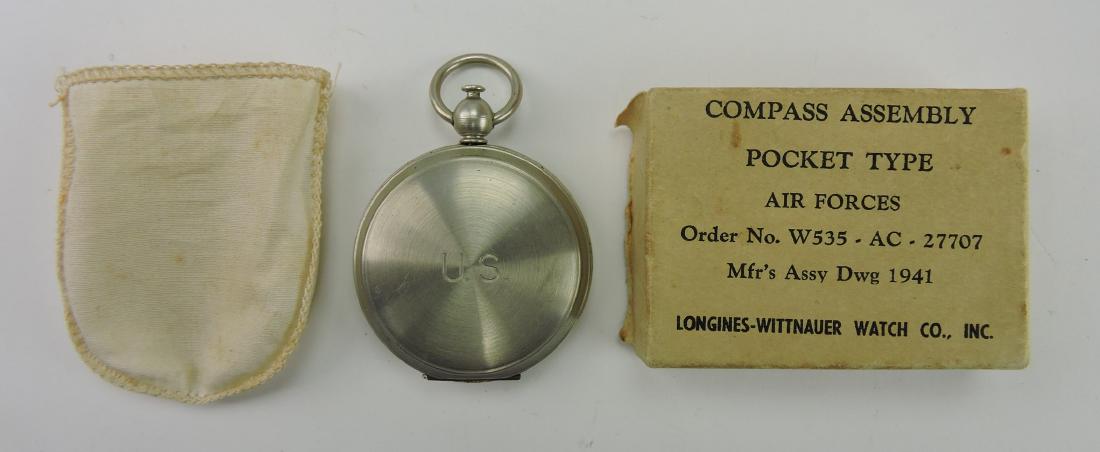 U.S.
COMPASS ASSEMBLY
POCKET TYPE
AIR FORCES
Order No. W535 - AC - 27707
Mfr's Assy Dwg 1941
LONGINES-WITTNAUER WATCH CO., INC.